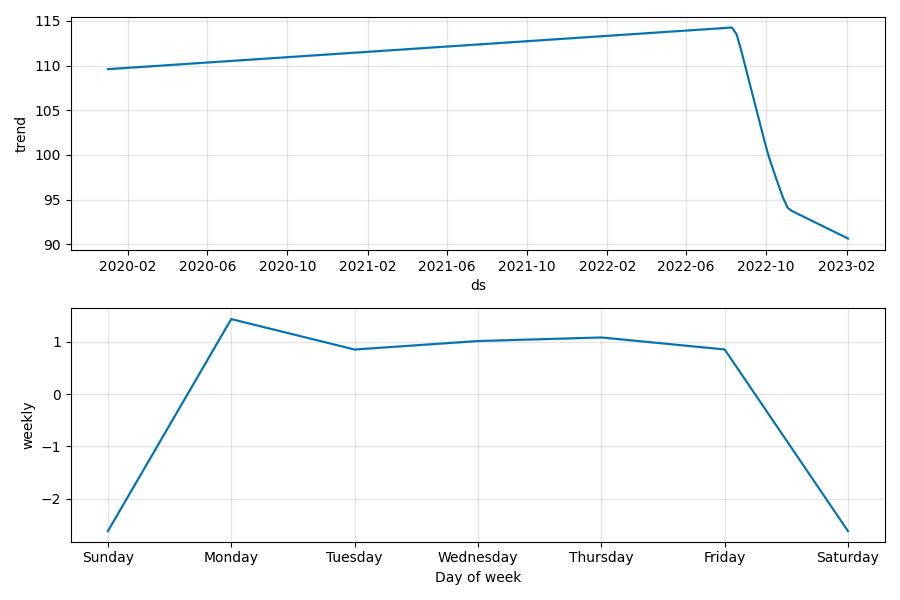 115
110
105
100
95
90
trend
2020-02 2020-06 2020-10 2021-02 2021-06 2021-10 2022-02 2022-06 2022-10 2023-02
ds
1
0
−1
−2
weekly
Sunday Monday Tuesday Wednesday Thursday Friday Saturday
Day of week